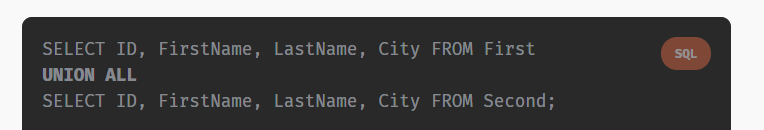 SELECT ID, FirstName, LastName, City FROM First
SQL
UNION ALL
SELECT ID, FirstName, LastName, City FROM Second;